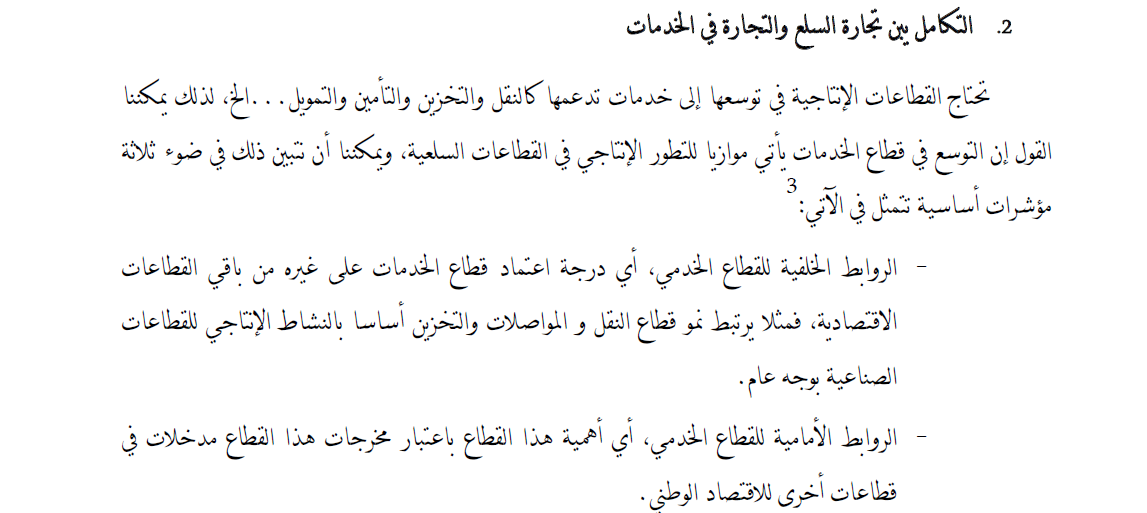 2. التكامل بين تجارة السلع والتجارة في الخدمات
تحتاج القطاعات الإنتاجية في توسعها إلى خدمات تدعمها كالنقل والتخزين والتأمين والتمويل...الخ، لذلك يمكننا
القول إن التوسع في قطاع الخدمات يأتي موازيا للتطور الإنتاجي في القطاعات السلعية، ويمكننا أن نتبين ذلك في ضوء ثلاثة
مؤشرات أساسية تتمثل في الآتي:3
- الروابط الخلفية للقطاع الخدمي، أي درجة اعتماد قطاع الخدمات على غيره من باقي القطاعات
الاقتصادية، فمثلا يرتبط نمو قطاع النقل و المواصلات والتخزين أساسا بالنشاط الإنتاجي للقطاعات
الصناعية بوجه عام.
- الروابط الأمامية للقطاع الخدمي، أي أهمية هذا القطاع باعتبار مخرجات هذا القطاع مدخلات في
قطاعات أخرى للاقتصاد الوطني.